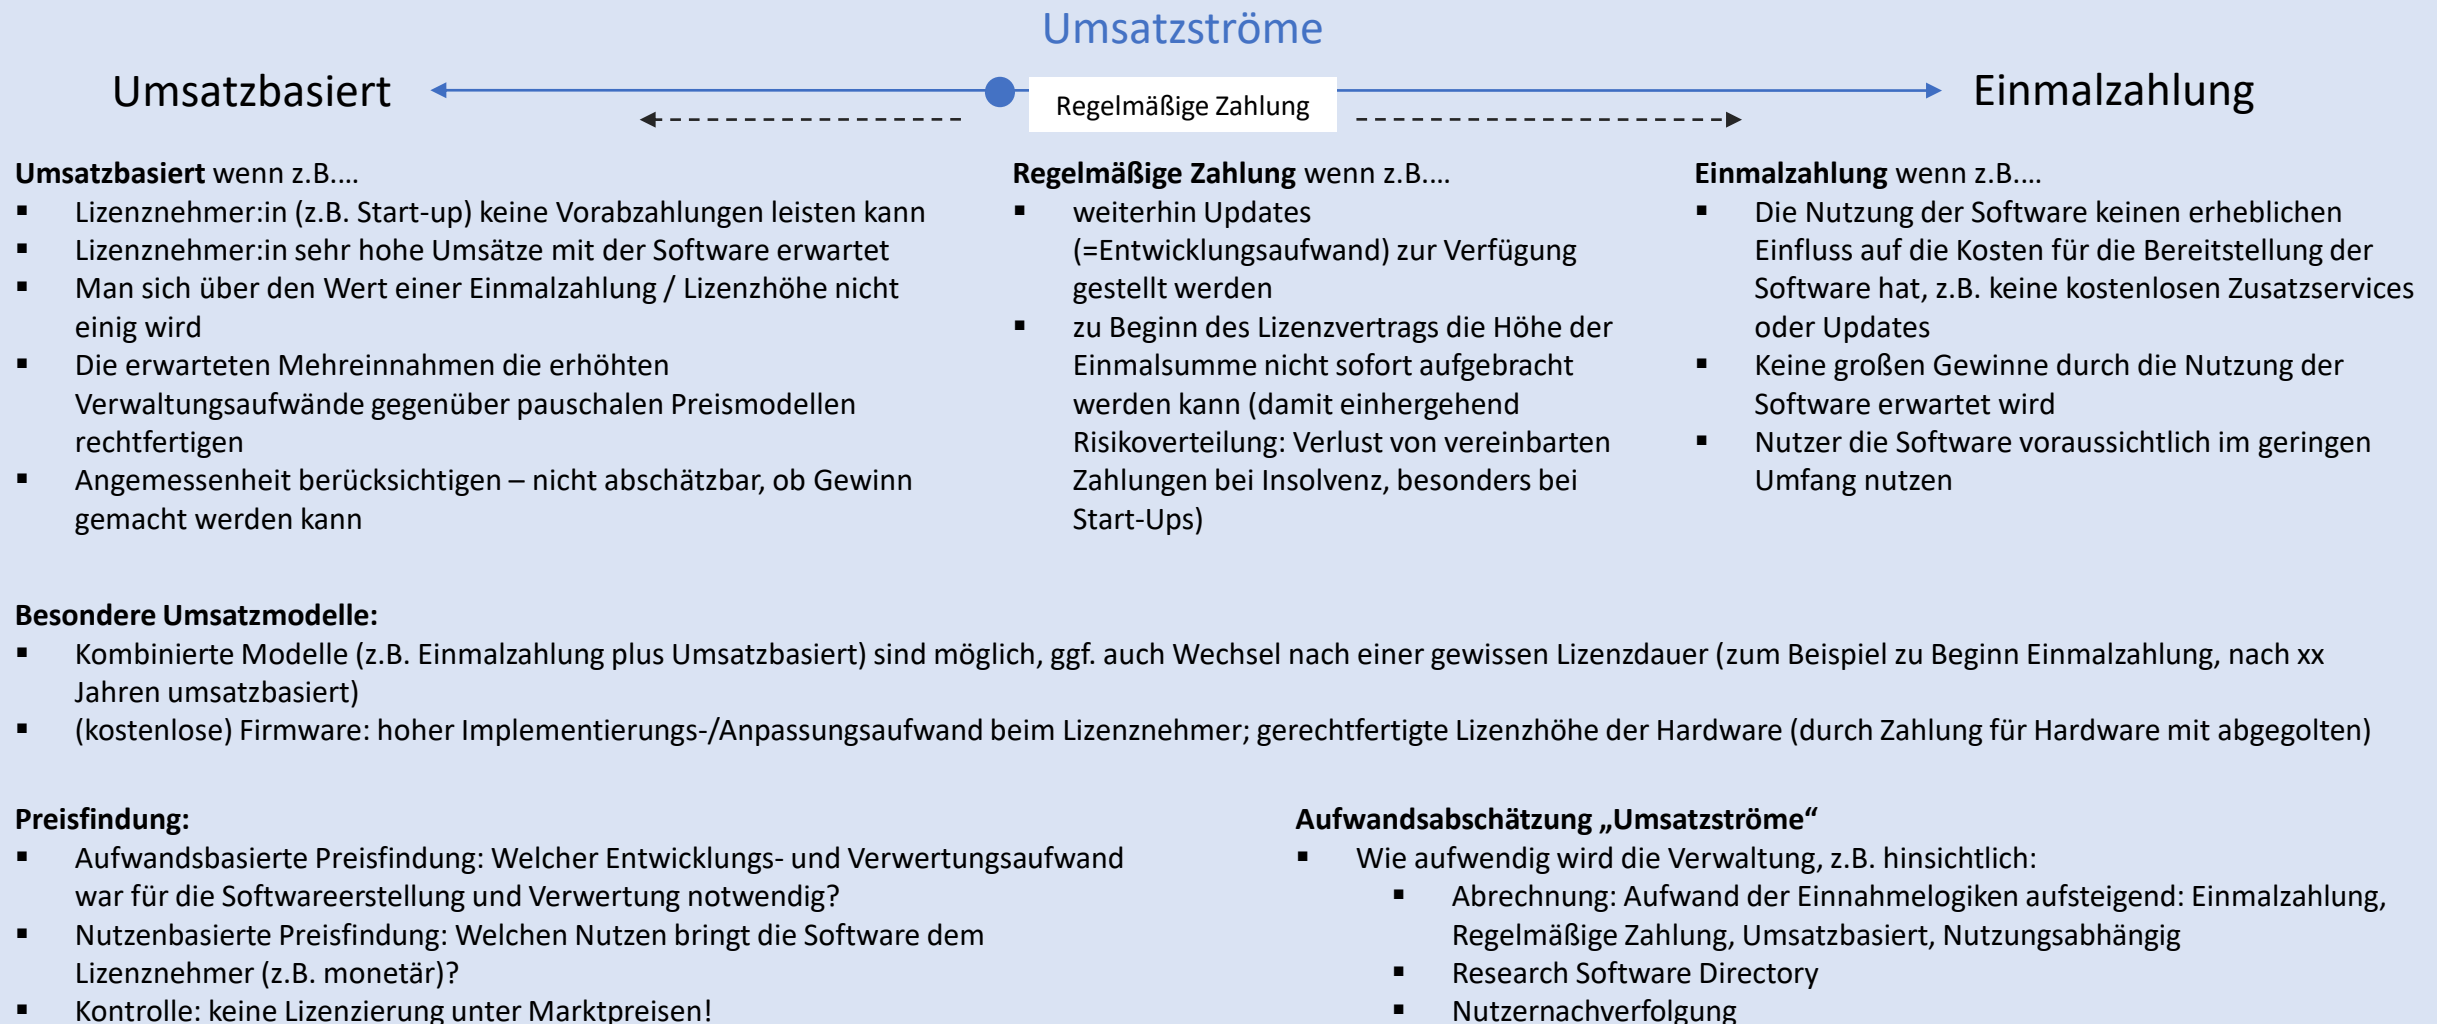 Umsatzströme
Umsatzbasiert
Regelmäßige Zahlung
Einmalzahlung
Umsatzbasiert wenn z.B.…
▪ Lizenznehmer:in (z.B. Start-up) keine Vorabzahlungen leisten kann
▪ Lizenznehmer:in sehr hohe Umsätze mit der Software erwartet
▪ Man sich über den Wert einer Einmalzahlung / Lizenzhöhe nicht
einig wird
▪ Die erwarteten Mehreinnahmen die erhöhten
Verwaltungsaufwände gegenüber pauschalen Preismodellen
rechtfertigen
▪ Angemessenheit berücksichtigen – nicht abschätzbar, ob Gewinn
gemacht werden kann
Regelmäßige Zahlung wenn z.B.…
▪ weiterhin Updates
(=Entwicklungsaufwand) zur Verfügung
gestellt werden
▪ zu Beginn des Lizenzvertrags die Höhe der
Einmalsumme nicht sofort aufgebracht
werden kann (damit einhergehend
Risikoverteilung: Verlust von vereinbarten
Zahlungen bei Insolvenz, besonders bei
Start-Ups)
Einmalzahlung wenn z.B.…
▪ Die Nutzung der Software keinen erheblichen
Einfluss auf die Kosten für die Bereitstellung der
Software hat, z.B. keine kostenlosen Zusatzservices
oder Updates
▪ Keine großen Gewinne durch die Nutzung der
Software erwartet wird
▪ Nutzer die Software voraussichtlich im geringen
Umfang nutzen
Besondere Umsatzmodelle:
▪ Kombinierte Modelle (z.B. Einmalzahlung plus Umsatzbasiert) sind möglich, ggf. auch Wechsel nach einer gewissen Lizenzdauer (zum Beispiel zu Beginn Einmalzahlung, nach xx
Jahren umsatzbasiert)
▪ (kostenlose) Firmware: hoher Implementierungs-/Anpassungsaufwand beim Lizenznehmer; gerechtfertigte Lizenzhöhe der Hardware (durch Zahlung für Hardware mit abgegolten)
Preisfindung:
▪ Aufwandsbasierte Preisfindung: Welcher Entwicklungs- und Verwertungsaufwand
war für die Softwareerstellung und Verwertung notwendig?
▪ Nutzenbasierte Preisfindung: Welchen Nutzen bringt die Software dem
Lizenznehmer (z.B. monetär)?
▪ Kontrolle: keine Lizenzierung unter Marktpreisen!
Aufwandsabschätzung „Umsatzströme“
▪ Wie aufwendig wird die Verwaltung, z.B. hinsichtlich:
▪ Abrechnung: Aufwand der Einnahmelogiken aufsteigend: Einmalzahlung,
Regelmäßige Zahlung, Umsatzbasiert, Nutzungsabhängig
▪ Research Software Directory
▪ Nutzernachverfolgung